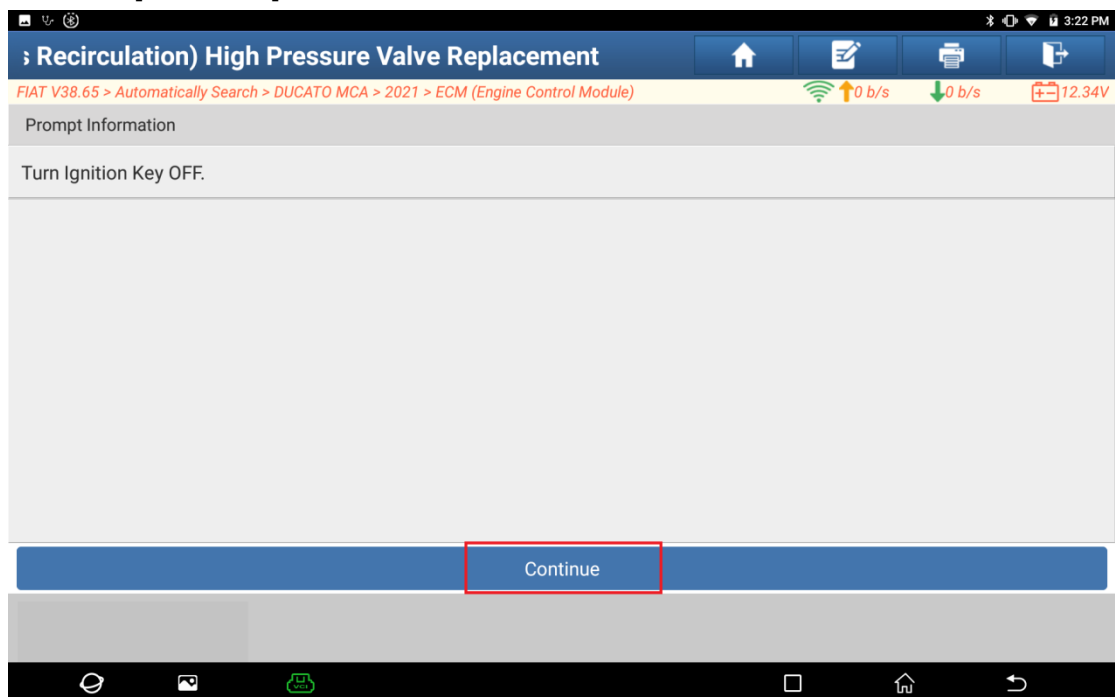 3:22 PM
s Recirculation) High Pressure Valve Replacement
FIAT V38.65 > Automatically Search > DUCATO MCA > 2021 > ECM (Engine Control Module) 0 b/s 0 b/s 12.34V
Prompt Information
Turn Ignition Key OFF.
Continue
VCI